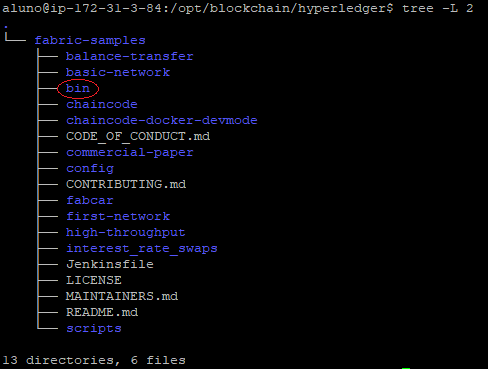 aluno@ip-172-31-3-84:/opt/blockchain/hyperledger$ tree -L 2
.
└── fabric-samples
    ├── balance-transfer
    ├── basic-network
    ├── bin
    ├── chaincode
    ├── chaincode-docker-devmode
    ├── CODE_OF_CONDUCT.md
    ├── commercial-paper
    ├── config
    ├── CONTRIBUTING.md
    ├── fabcar
    ├── first-network
    ├── high-throughput
    ├── interest_rate_swaps
    ├── Jenkinsfile
    ├── LICENSE
    ├── MAINTAINERS.md
    ├── README.md
    └── scripts
13 directories, 6 files